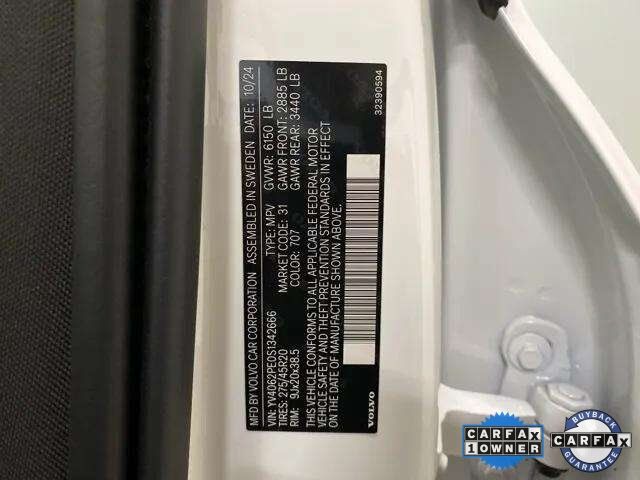 MFD BY VOLVO CAR CORPORATION ASSEMBLED IN SWEDEN DATE: 10/24
VIN: YV4062PE0S1342666 TYPE: MPV GVWR: 6150 LB
TIRES: 275/45R20 MARKET CODE: 31 GAWR FRONT: 2885 LB
RIM: 9Jx20x38.5 COLOR: 707 GAWR REAR: 3440 LB
THIS VEHICLE CONFORMS TO ALL APPLICABLE FEDERAL MOTOR
VEHICLE SAFETY AND THEFT PREVENTION STANDARDS IN EFFECT
ON THE DATE OF MANUFACTURE SHOWN ABOVE.
VOLVO
32390594
CARFAX
1 OWNER
BUYBACK
CARFAX
GUARANTEE